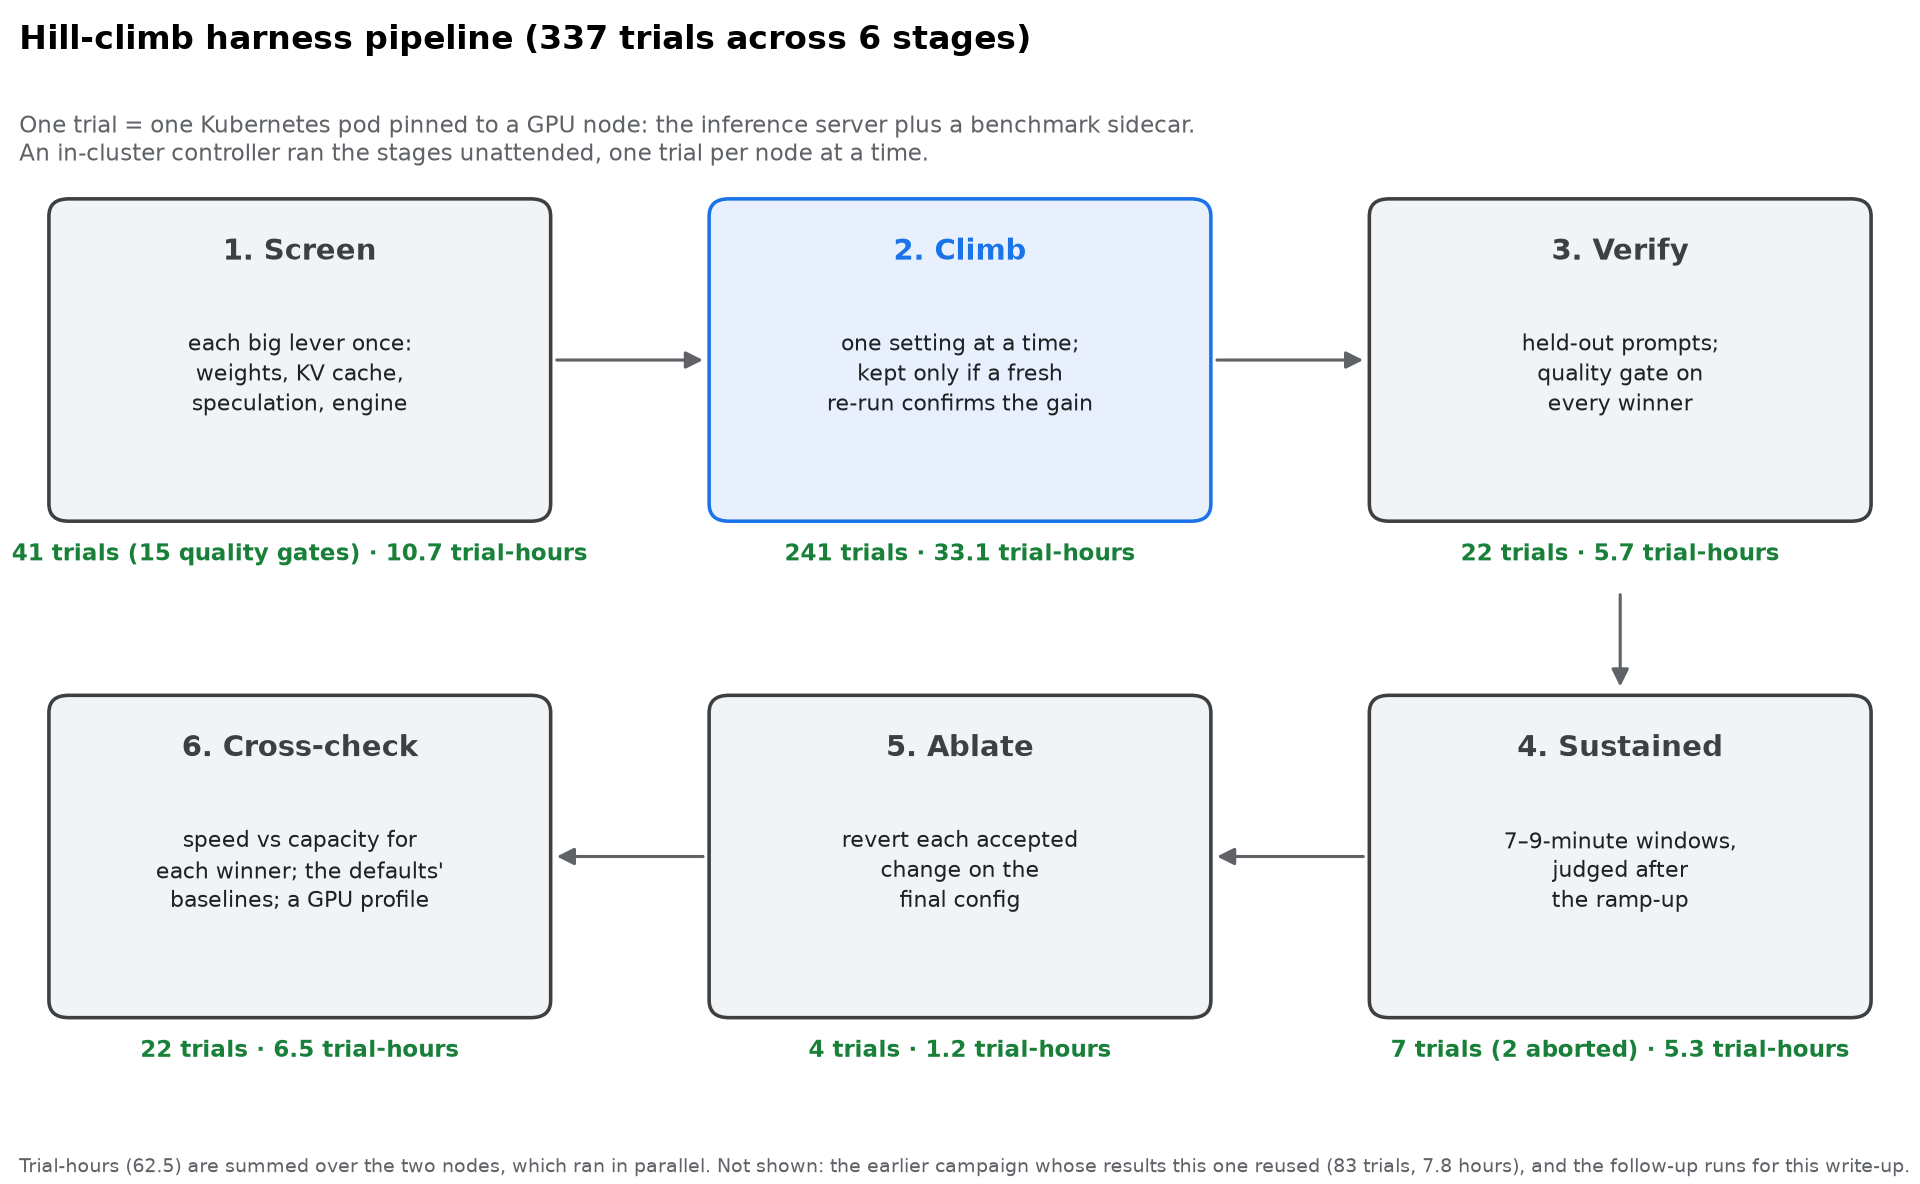 Hill-climb harness pipeline (337 trials across 6 stages)
One trial = one Kubernetes pod pinned to a GPU node: the inference server plus a benchmark sidecar.
An in-cluster controller ran the stages unattended, one trial per node at a time.
1. Screen
each big lever once:
weights, KV cache,
speculation, engine
41 trials (15 quality gates) · 10.7 trial-hours
2. Climb
one setting at a time;
kept only if a fresh
re-run confirms the gain
241 trials · 33.1 trial-hours
3. Verify
held-out prompts;
quality gate on
every winner
22 trials · 5.7 trial-hours
4. Sustained
7–9-minute windows,
judged after
the ramp-up
7 trials (2 aborted) · 5.3 trial-hours
5. Ablate
revert each accepted
change on the
final config
4 trials · 1.2 trial-hours
6. Cross-check
speed vs capacity for
each winner; the defaults'
baselines; a GPU profile
22 trials · 6.5 trial-hours
Trial-hours (62.5) are summed over the two nodes, which ran in parallel. Not shown: the earlier campaign whose results this one reused (83 trials, 7.8 hours), and the follow-up runs for this write-up.